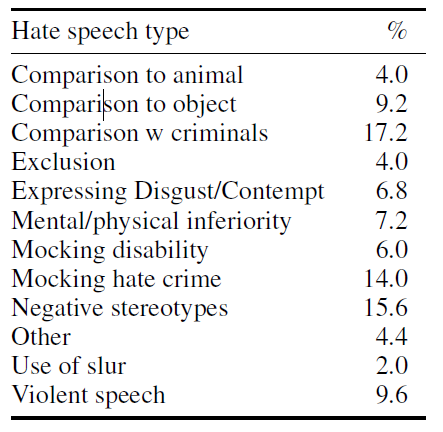 Hate speech type %
Comparison to animal 4.0
Comparison to object 9.2
Comparison w criminals 17.2
Exclusion 4.0
Expressing Disgust/Contempt 6.8
Mental/physical inferiority 7.2
Mocking disability 6.0
Mocking hate crime 14.0
Negative stereotypes 15.6
Other 4.4
Use of slur 2.0
Violent speech 9.6